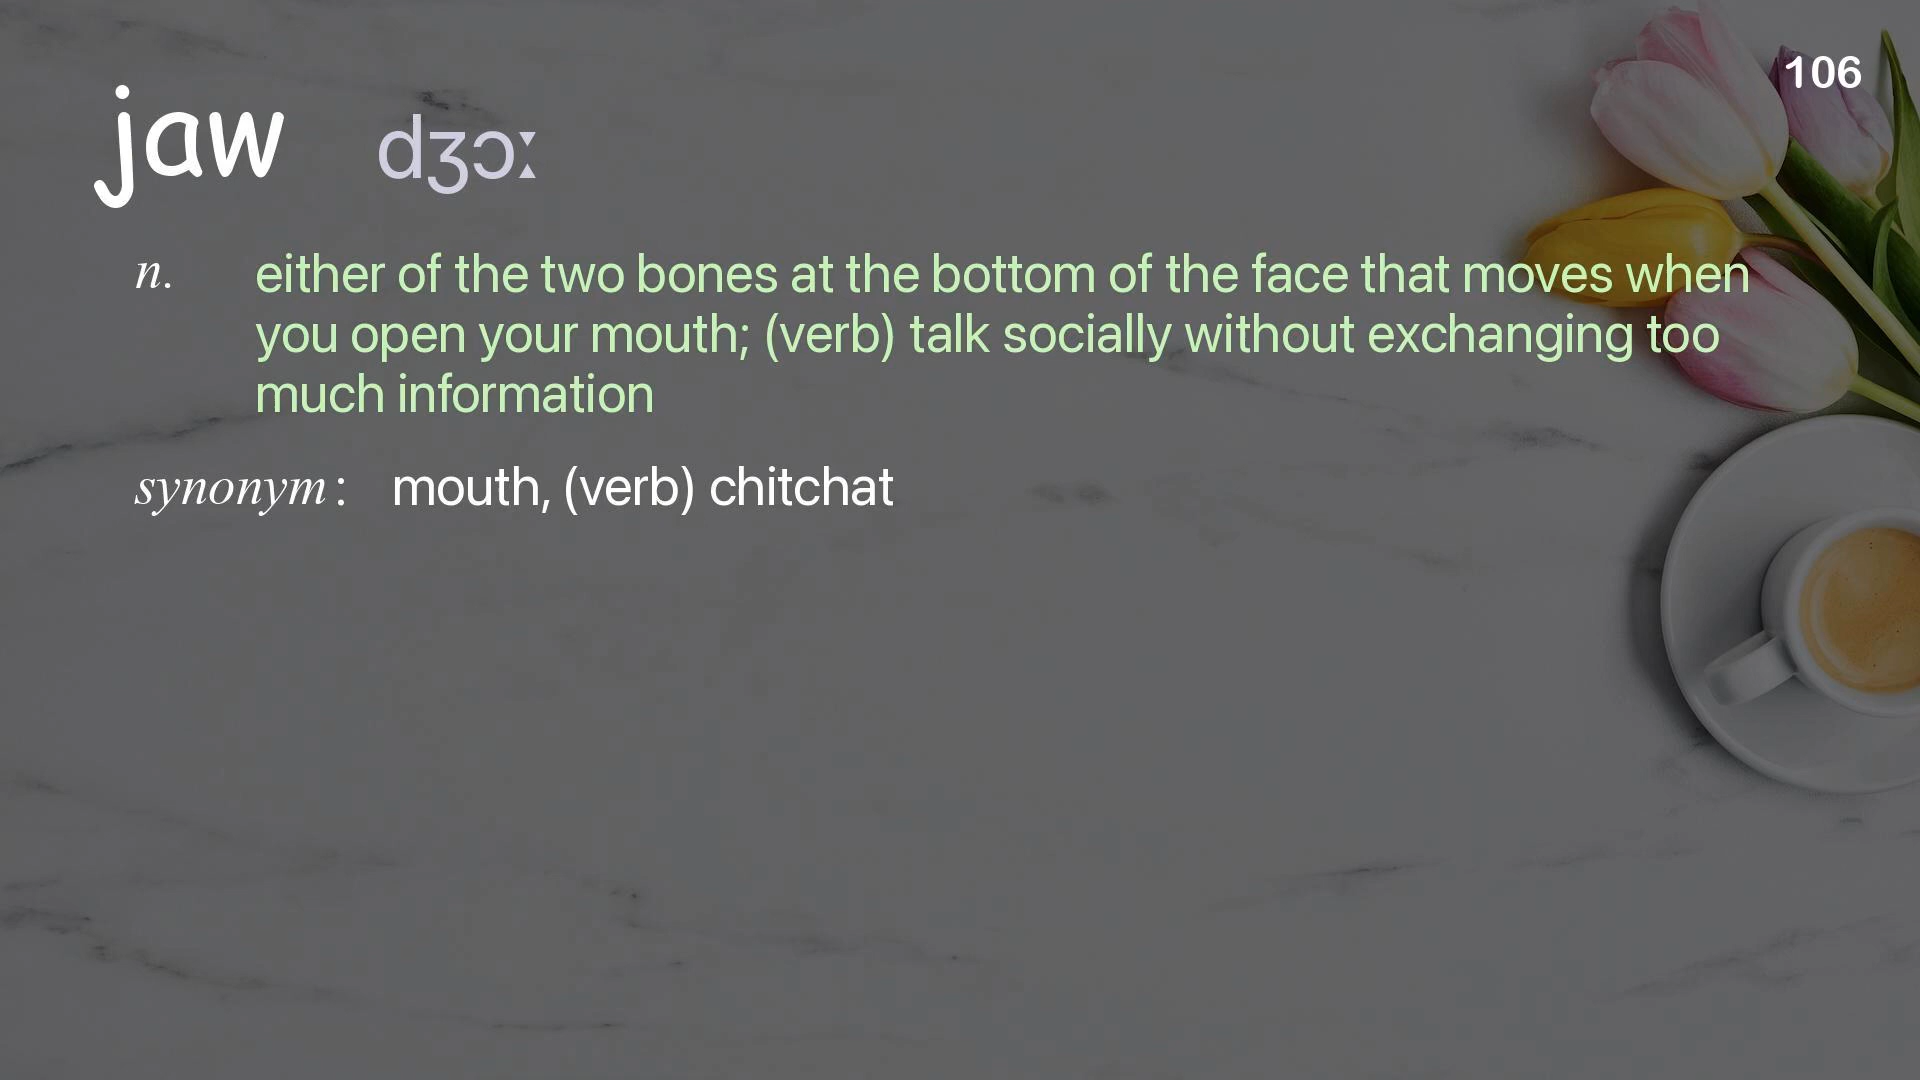 106
jaw dʒɔː
n. either of the two bones at the bottom of the face that moves when
you open your mouth; (verb) talk socially without exchanging too
much information
synonym: mouth, (verb) chitchat